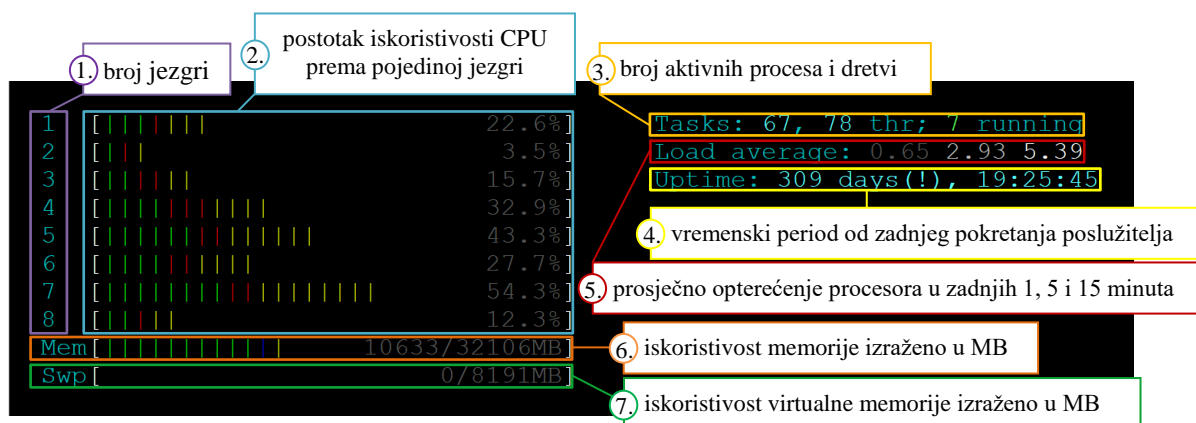 1. broj jezgri
2. postotak iskoristivosti CPU
prema pojedinoj jezgri
3. broj aktivnih procesa i dretvi
1 [||||||| 22.6%]
2 [||| 3.5%]
3 [|||||| 15.7%]
4 [||||||||||| 32.9%]
5 [|||||||||||||| 43.3%]
6 [|||||||||| 27.7%]
7 [|||||||||||||||||| 54.3%]
8 [||||| 12.3%]
Mem[|||||||||||| 10633/32106MB]
Swp[ 0/8191MB]
Tasks: 67, 78 thr; 7 running
Load average: 0.65 2.93 5.39
Uptime: 309 days(!), 19:25:45
4. vremenski period od zadnjeg pokretanja poslužitelja
5. prosječno opterećenje procesora u zadnjih 1, 5 i 15 minuta
6. iskoristivost memorije izraženo u MB
7. iskoristivost virtualne memorije izraženo u MB